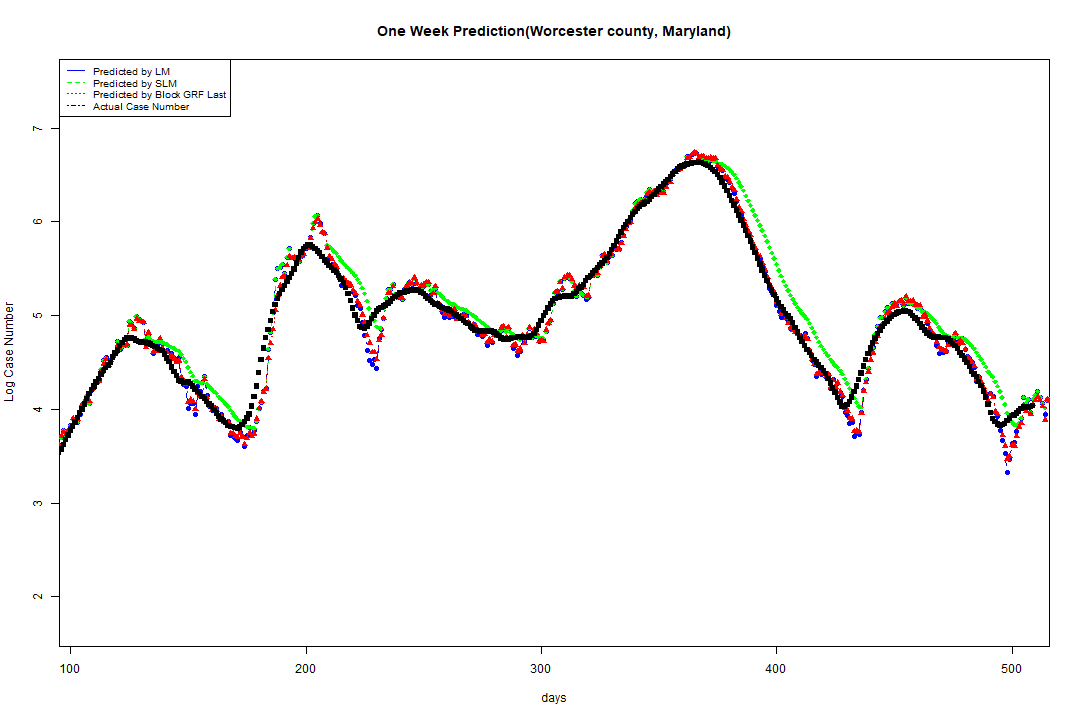 One Week Prediction(Worcester county, Maryland)
Predicted by LM
Predicted by SLM
Predicted by Block GRF Last
Actual Case Number
7
6
5
4
3
2
Log Case Number
100 200 300 400 500
days